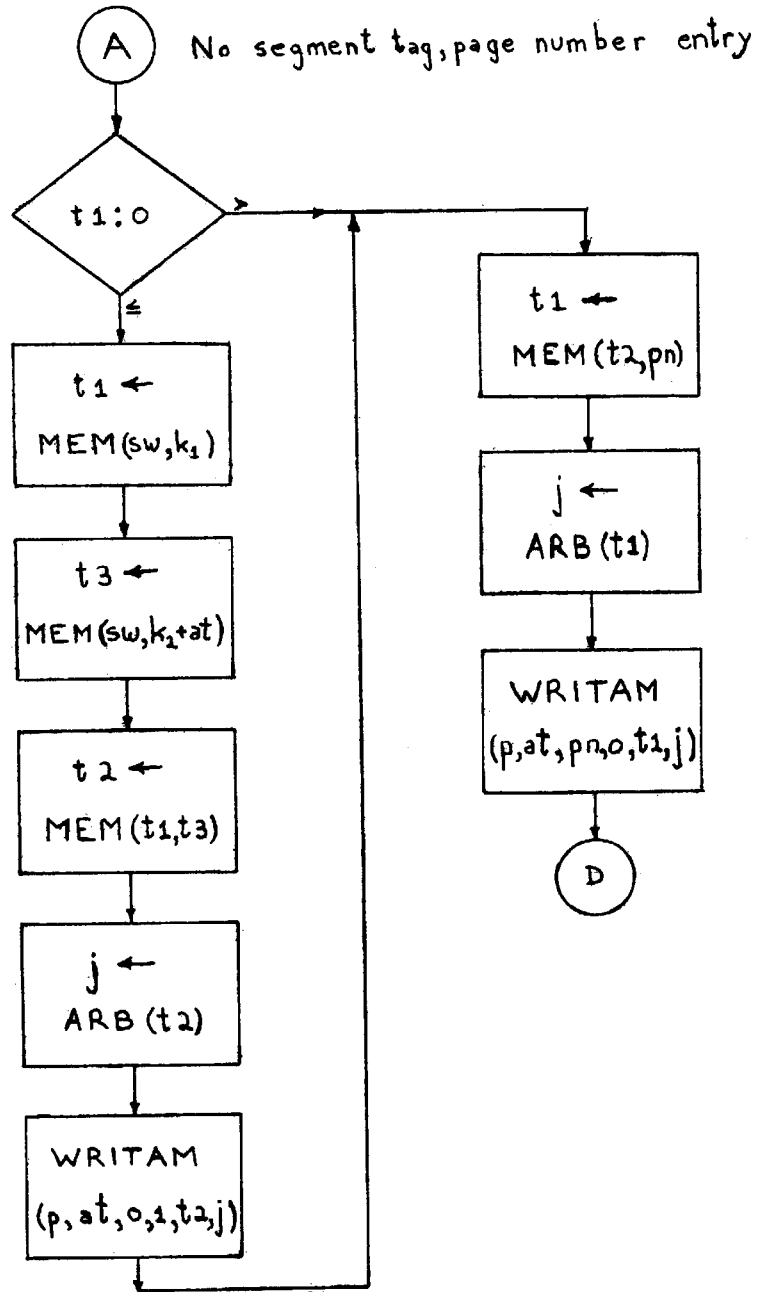 A
No segment tag, page number entry
t1:0
>
≤
t1 ←
MEM(sw,k₁)
t3 ←
MEM(sw,k₂+at)
t2 ←
MEM(t1,t3)
j ←
ARB(t2)
WRITAM
(p,at,0,1,t2,j)
t1 ←
MEM(t2,pn)
j ←
ARB(t1)
WRITAM
(p,at,pn,0,t1,j)
D